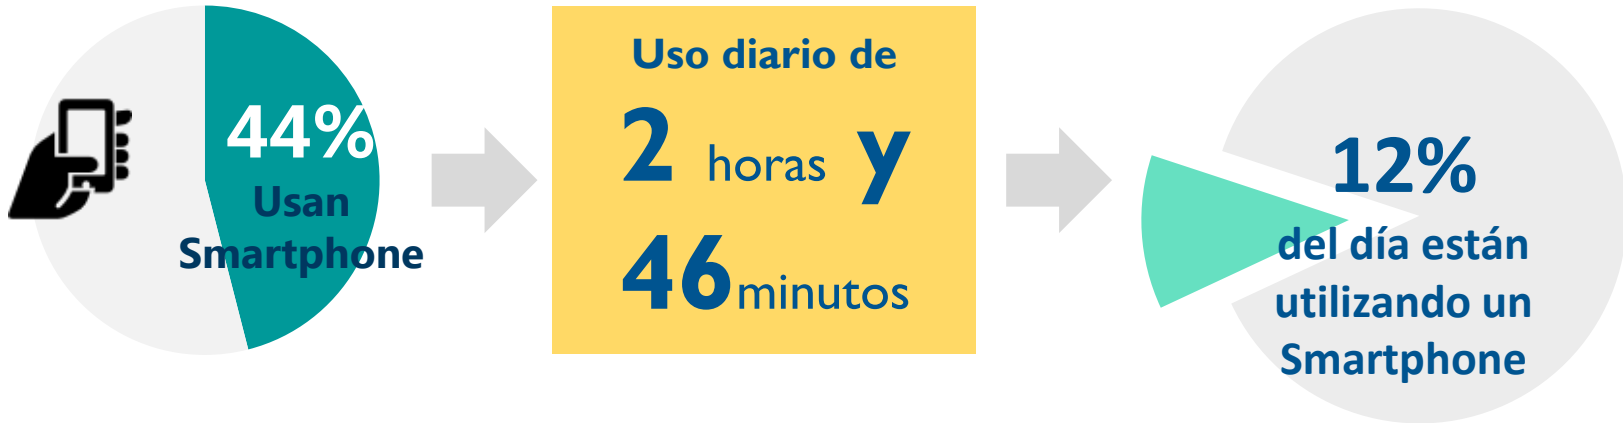 44%
Usan
Smartphone
Uso diario de
2 horas y
46 minutos
12%
del día están
utilizando un
Smartphone